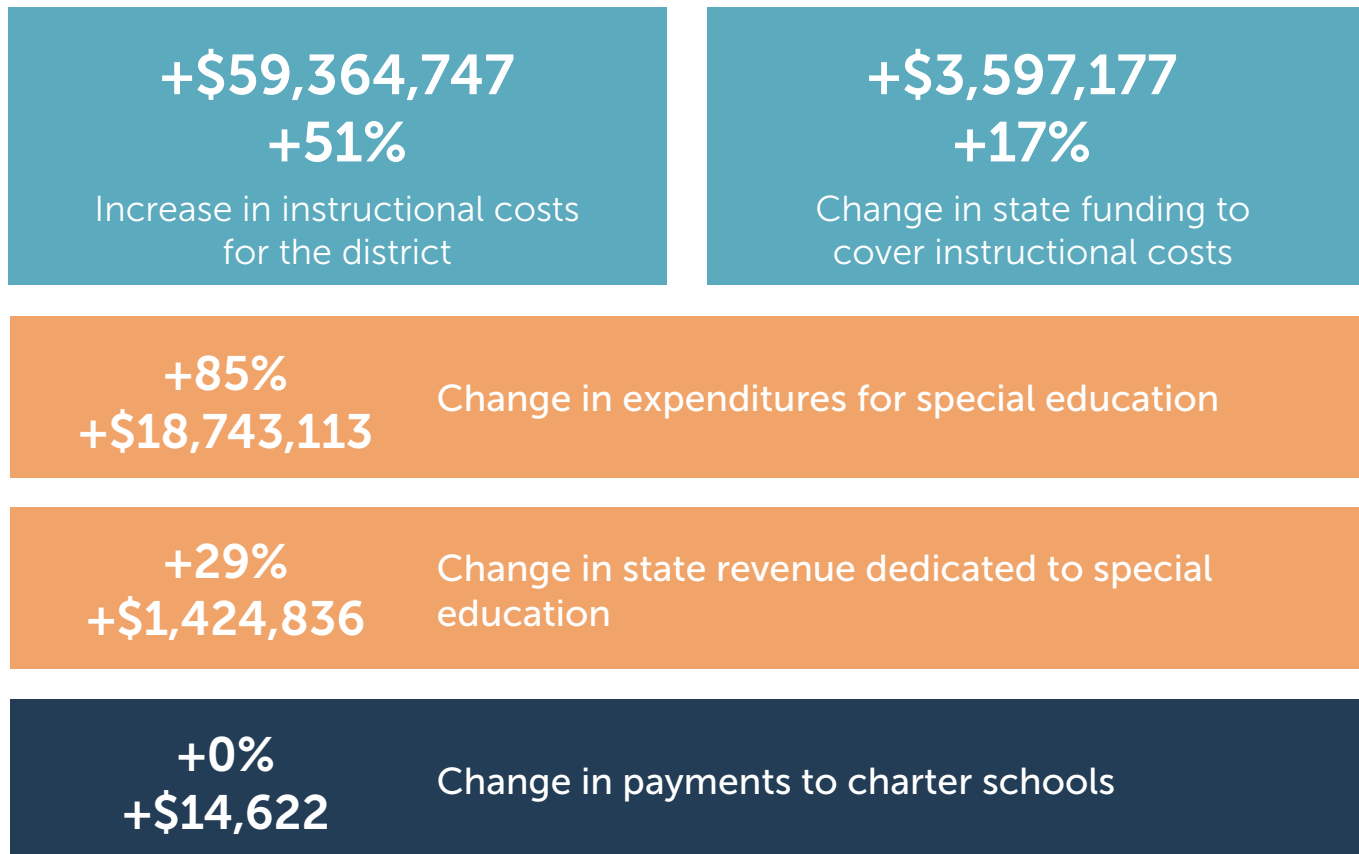 +$59,364,747
+51%
Increase in instructional costs
for the district
+$3,597,177
+17%
Change in state funding to
cover instructional costs
+85%
+$18,743,113
Change in expenditures for special education
+29%
+$1,424,836
Change in state revenue dedicated to special
education
+0%
+$14,622
Change in payments to charter schools